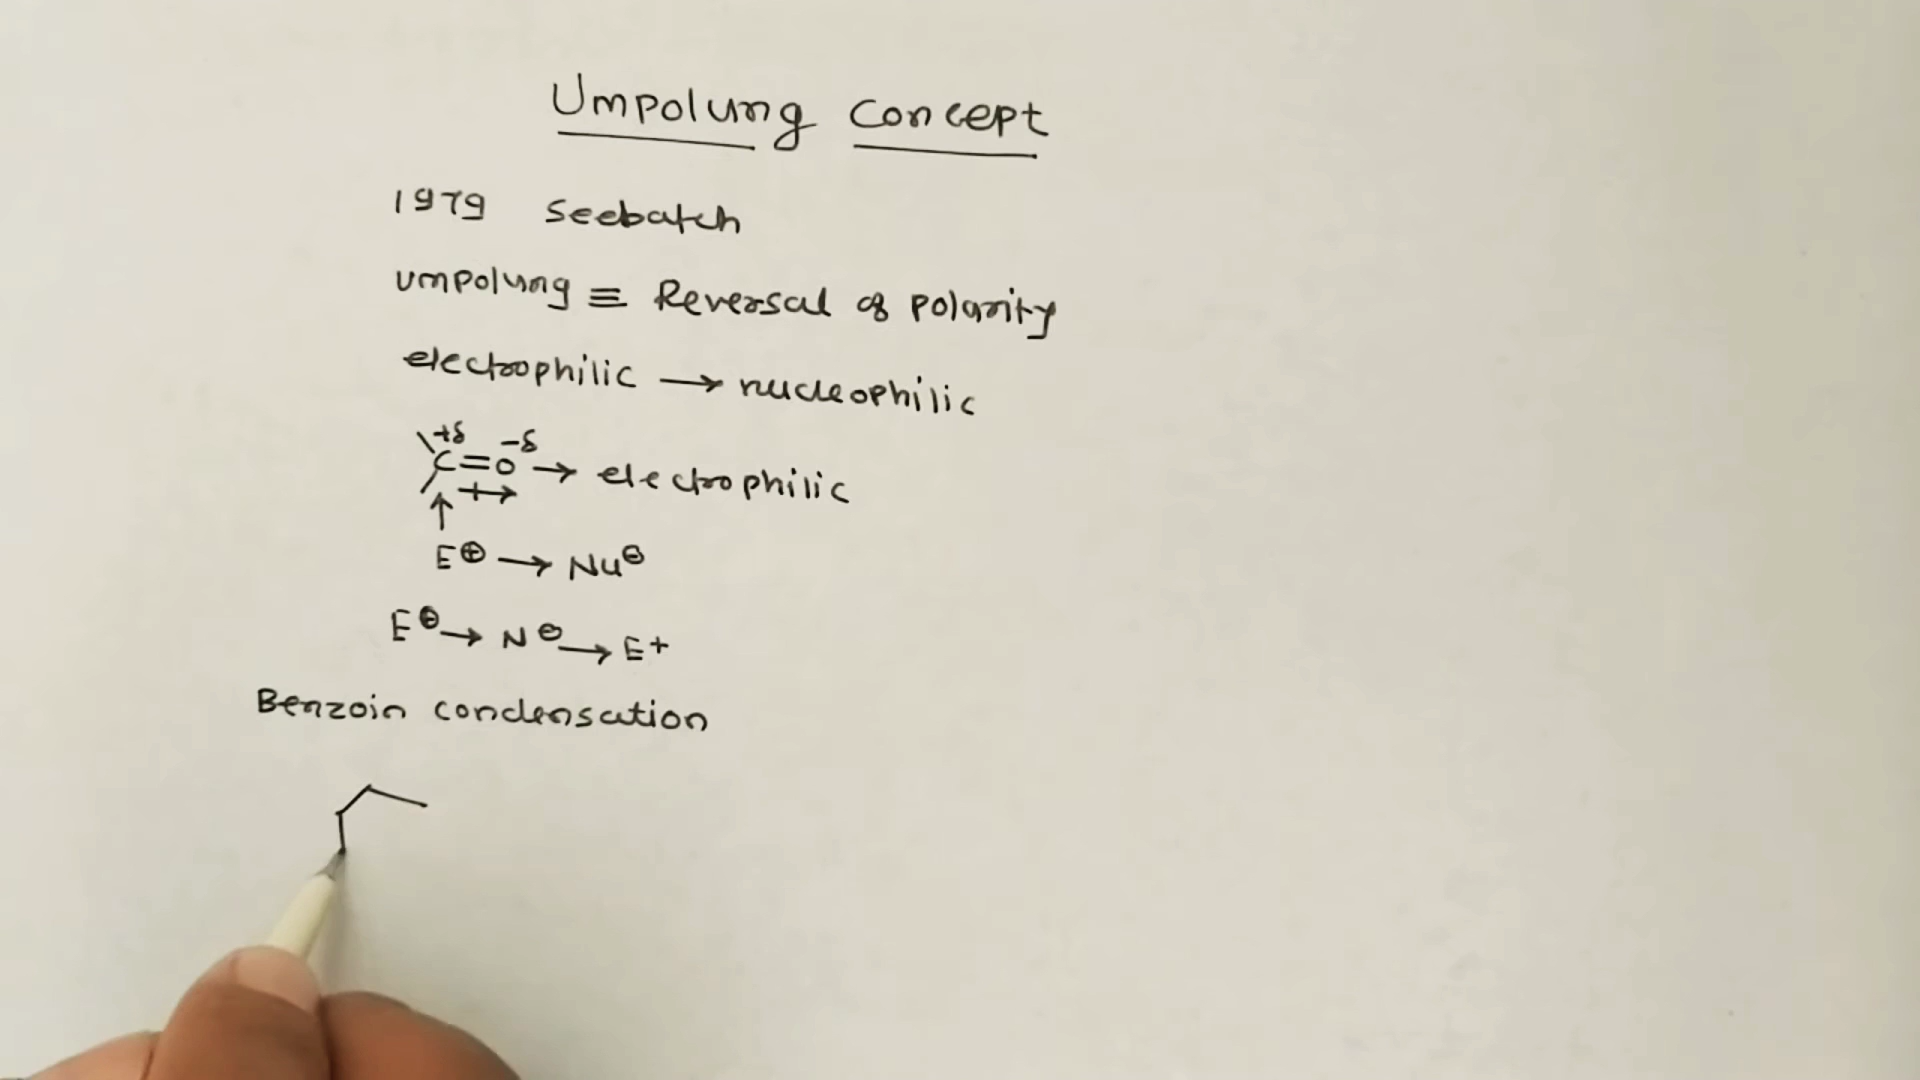 Umpolung Concept
1979 Seebatch
Umpolung ≡ Reversal of Polarity
electrophilic → nucleophilic
+δ -δ
C=O → electrophilic
E⊕ → Nu⊖
E⊕ → N⊖ → E+
Benzoin condensation